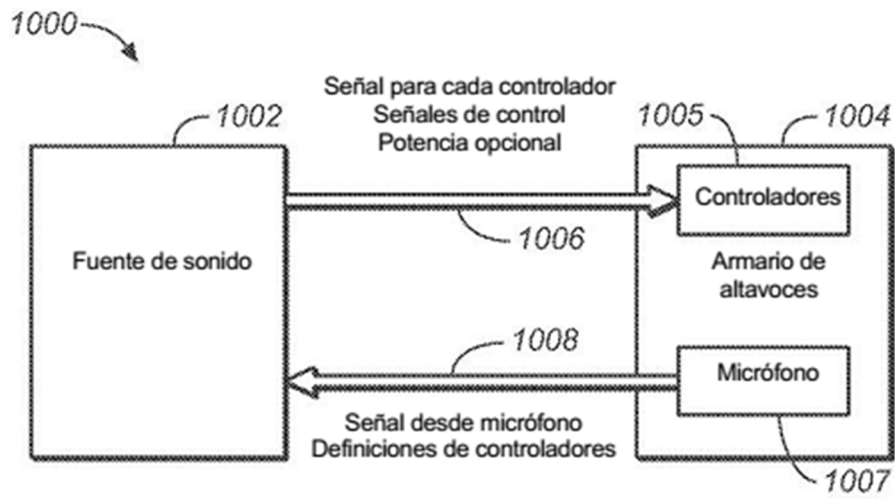 1000
1002
Señal para cada controlador
Señales de control
Potencia opcional
1005
1004
Controladores
1006
Fuente de sonido
Armario de
altavoces
1008
Micrófono
Señal desde micrófono
Definiciones de controladores
1007